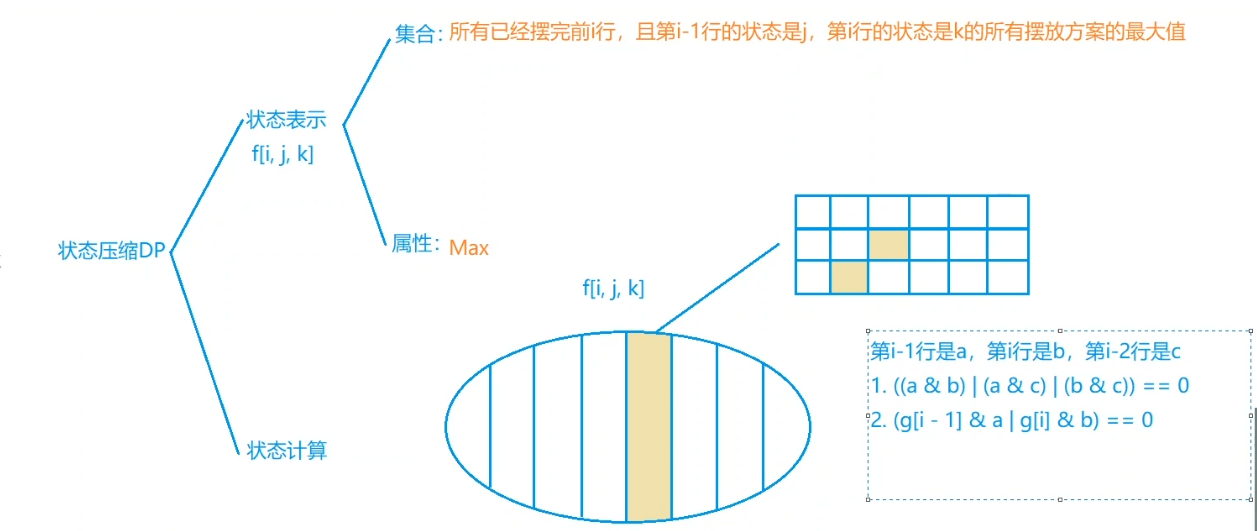 集合：所有已经摆完前i行，且第i-1行的状态是j，第i行的状态是k的所有摆放方案的最大值
状态表示
f[i, j, k]
状态压缩DP
属性：Max
f[i, j, k]
第i-1行是a，第i行是b，第i-2行是c
1. ((a & b) | (a & c) | (b & c)) == 0
2. (g[i - 1] & a | g[i] & b) == 0
状态计算